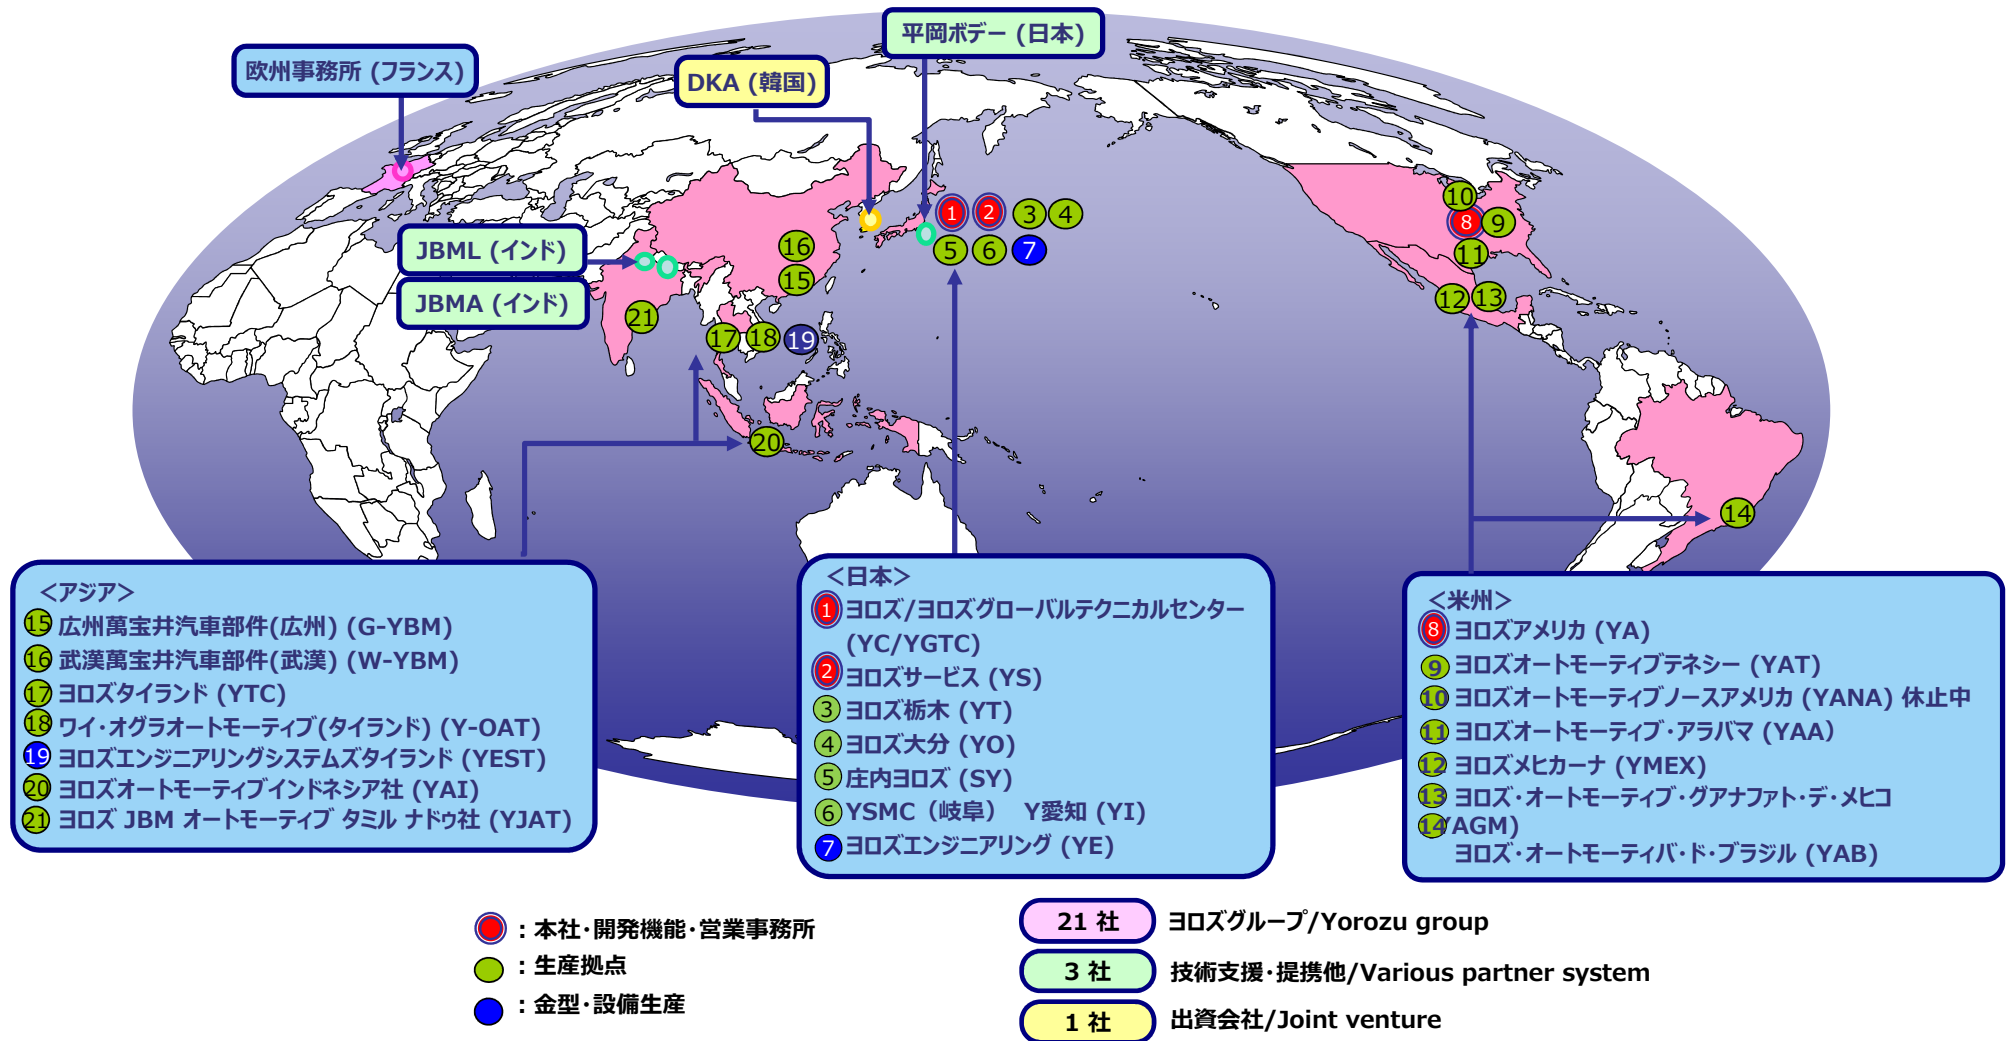 平岡ボデー (日本)
欧州事務所 (フランス)
DKA (韓国)
JBML (インド)
JBMA (インド)
1 2 3 4
5 6 7
10
8 9
11
12 13
14
16
15
21
17 18 19
20
＜アジア＞
15 広州萬宝井汽車部件(広州) (G-YBM)
16 武漢萬宝井汽車部件(武漢) (W-YBM)
17 ヨロズタイランド (YTC)
18 ワイ・オグラオートモーティブ(タイランド) (Y-OAT)
19 ヨロズエンジニアリングシステムズタイランド (YEST)
20 ヨロズオートモーティブインドネシア社 (YAI)
21 ヨロズ JBM オートモーティブ タミル ナドゥ社 (YJAT)
＜日本＞
1 ヨロズ/ヨロズグローバルテクニカルセンター
(YC/YGTC)
2 ヨロズサービス (YS)
3 ヨロズ栃木 (YT)
4 ヨロズ大分 (YO)
5 庄内ヨロズ (SY)
6 YSMC（岐阜） Y愛知 (YI)
7 ヨロズエンジニアリング (YE)
＜米州＞
8 ヨロズアメリカ (YA)
9 ヨロズオートモーティブテネシー (YAT)
10 ヨロズオートモーティブノースアメリカ (YANA) 休止中
11 ヨロズオートモーティブ・アラバマ (YAA）
12 ヨロズメヒカーナ (YMEX)
13 ヨロズ・オートモーティブ・グアナファト・デ・メヒコ
14 YAGM)
ヨロズ・オートモーティバ・ド・ブラジル (YAB)
：本社・開発機能・営業事務所
：生産拠点
：金型・設備生産
21 社 ヨロズグループ/Yorozu group
3 社 技術支援・提携他/Various partner system
1 社 出資会社/Joint venture